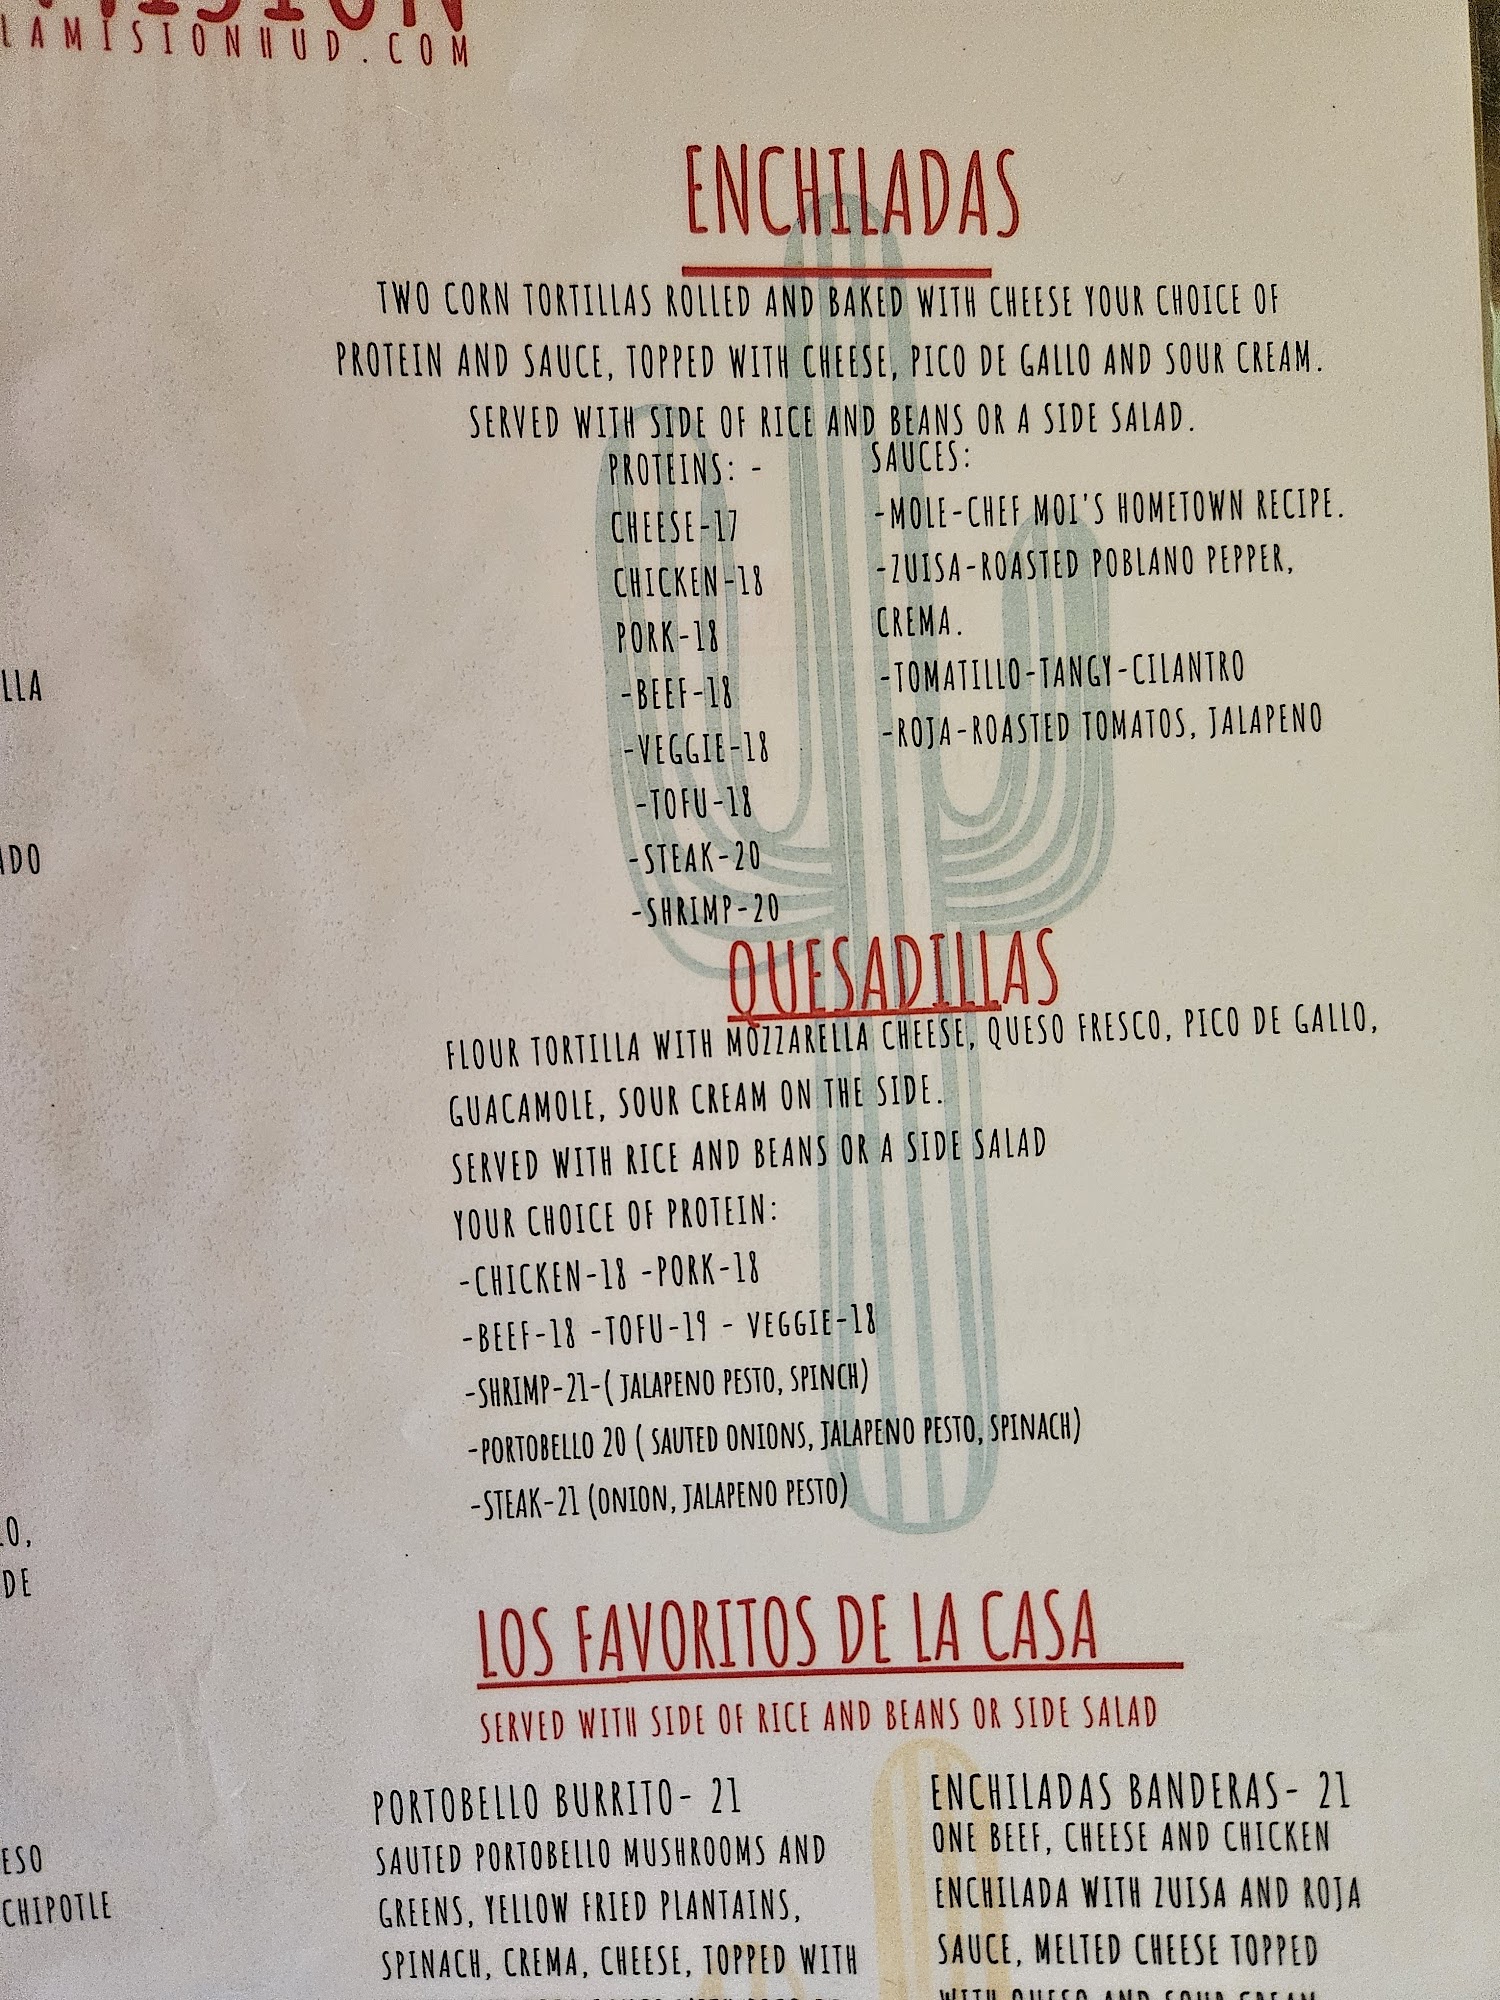 LAMISIONHUD.COM
ENCHILADAS
TWO CORN TORTILLAS ROLLED AND BAKED WITH CHEESE YOUR CHOICE OF
PROTEIN AND SAUCE, TOPPED WITH CHEESE, PICO DE GALLO AND SOUR CREAM.
SERVED WITH SIDE OF RICE AND BEANS OR A SIDE SALAD.
PROTEINS: -
CHEESE-17
CHICKEN-18
PORK-18
-BEEF-18
-VEGGIE-18
-TOFU-18
-STEAK-20
-SHRIMP-20
SAUCES:
-MOLE-CHEF MOI'S HOMETOWN RECIPE.
-ZUISA-ROASTED POBLANO PEPPER,
CREMA.
-TOMATILLO-TANGY-CILANTRO
-ROJA-ROASTED TOMATOS, JALAPENO
QUESADILLAS
FLOUR TORTILLA WITH MOZZARELLA CHEESE, QUESO FRESCO, PICO DE GALLO,
GUACAMOLE, SOUR CREAM ON THE SIDE.
SERVED WITH RICE AND BEANS OR A SIDE SALAD
YOUR CHOICE OF PROTEIN:
-CHICKEN-18 -PORK-18
-BEEF-18 -TOFU-19 - VEGGIE-18
-SHRIMP-21-( JALAPENO PESTO, SPINCH)
-PORTOBELLO 20 ( SAUTED ONIONS, JALAPENO PESTO, SPINACH)
-STEAK-21 (ONION, JALAPENO PESTO)
LOS FAVORITOS DE LA CASA
SERVED WITH SIDE OF RICE AND BEANS OR SIDE SALAD
PORTOBELLO BURRITO- 21
SAUTED PORTOBELLO MUSHROOMS AND
GREENS, YELLOW FRIED PLANTAINS,
SPINACH, CREMA, CHEESE, TOPPED WITH
ENCHILADAS BANDERAS- 21
ONE BEEF, CHEESE AND CHICKEN
ENCHILADA WITH ZUISA AND ROJA
SAUCE, MELTED CHEESE TOPPED
WITH QUESO AND SOUR CREAM
LLA
ADO
LO,
DE
ESO
CHIPOTLE